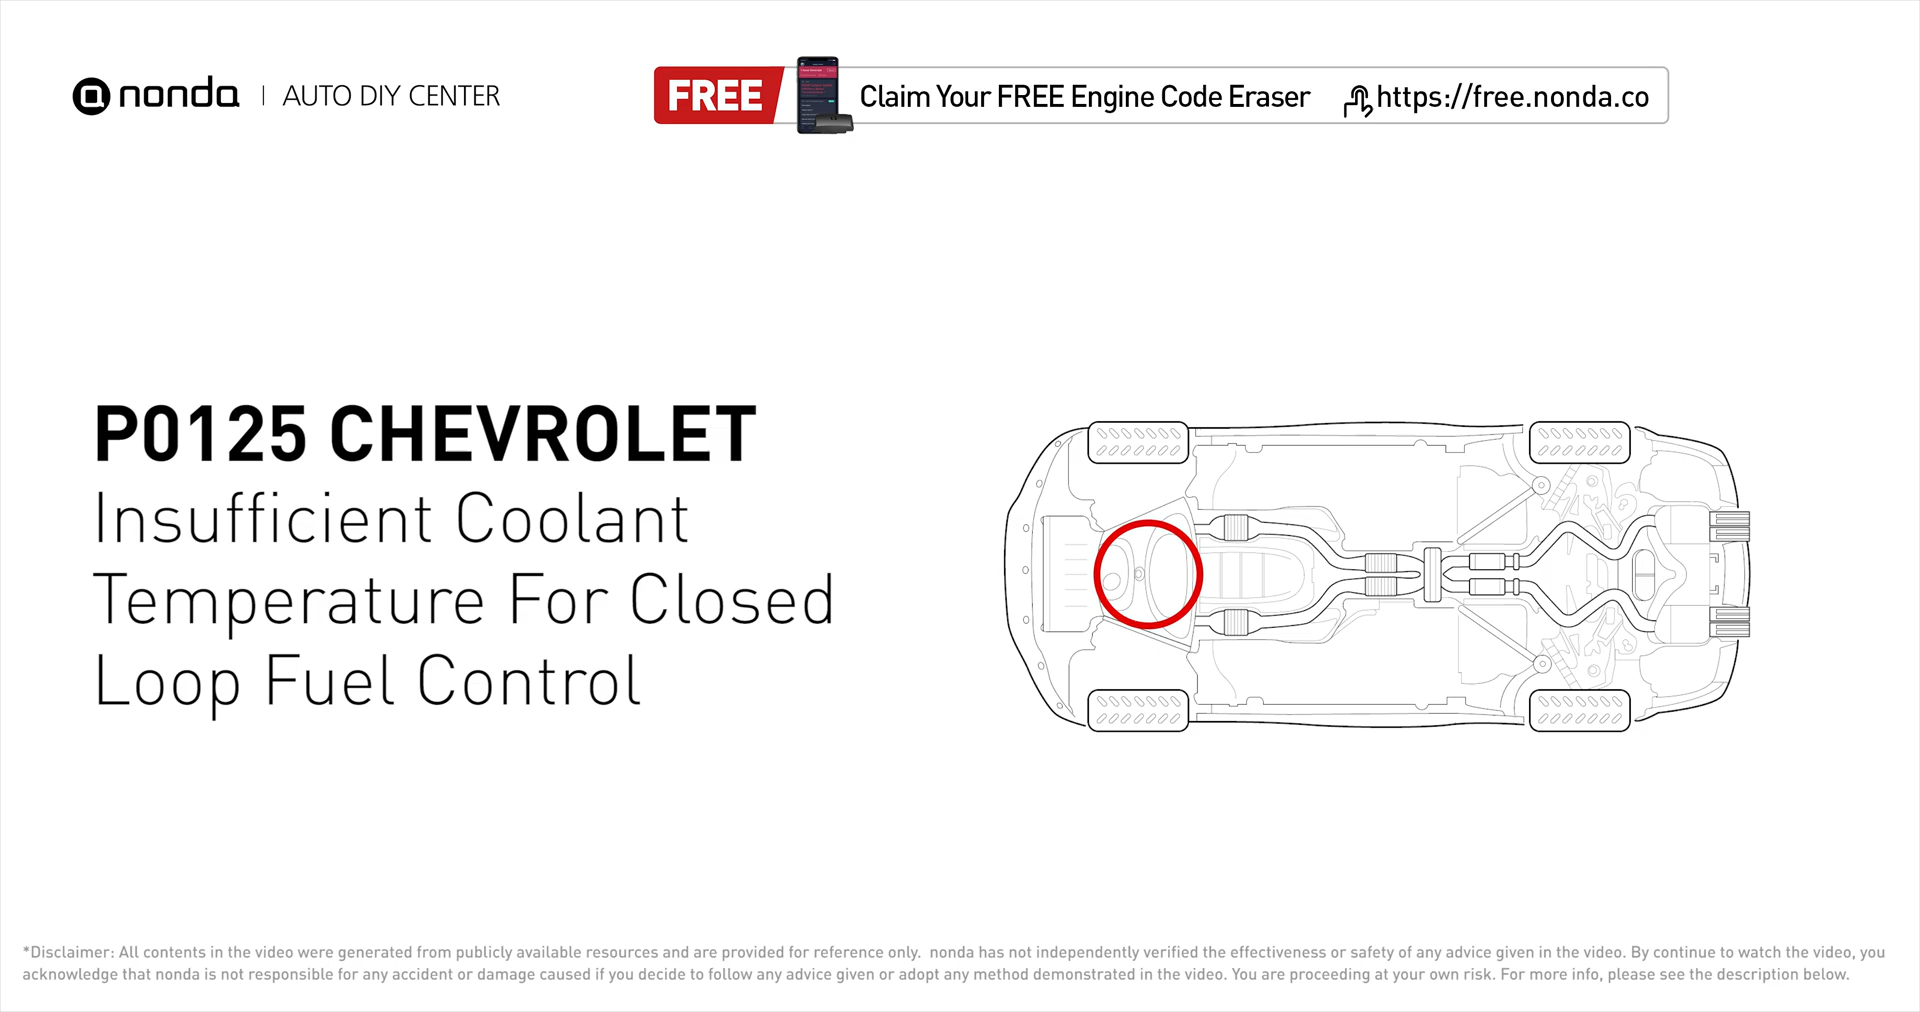 nonda | AUTO DIY CENTER
FREE Claim Your FREE Engine Code Eraser https://free.nonda.co
P0125 CHEVROLET
Insufficient Coolant
Temperature For Closed
Loop Fuel Control
*Disclaimer: All contents in the video were generated from publicly available resources and are provided for reference only. nonda has not independently verified the effectiveness or safety of any advice given in the video. By continue to watch the video, you
acknowledge that nonda is not responsible for any accident or damage caused if you decide to follow any advice given or adopt any method demonstrated in the video. You are proceeding at your own risk. For more info, please see the description below.